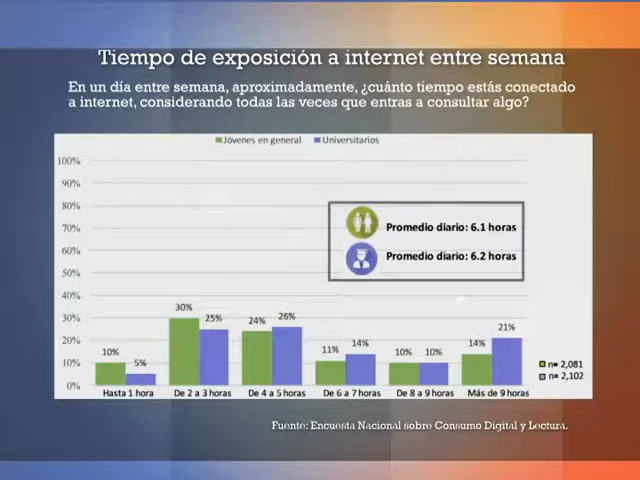 Tiempo de exposición a internet entre semana
En un día entre semana, aproximadamente, ¿cuánto tiempo estás conectado
a internet, considerando todas las veces que entras a consultar algo?
Jóvenes en general Universitarios
100%
90%
80%
70%
60%
50%
40%
30%
20%
10%
0%
Promedio diario: 6.1 horas
Promedio diario: 6.2 horas
10% 5% 30% 25% 24% 26% 11% 14% 10% 10% 14% 21%
Hasta 1 hora De 2 a 3 horas De 4 a 5 horas De 6 a 7 horas De 8 a 9 horas Más de 9 horas
n= 2,081
n= 2,102
Fuente: Encuesta Nacional sobre Consumo Digital y Lectura.